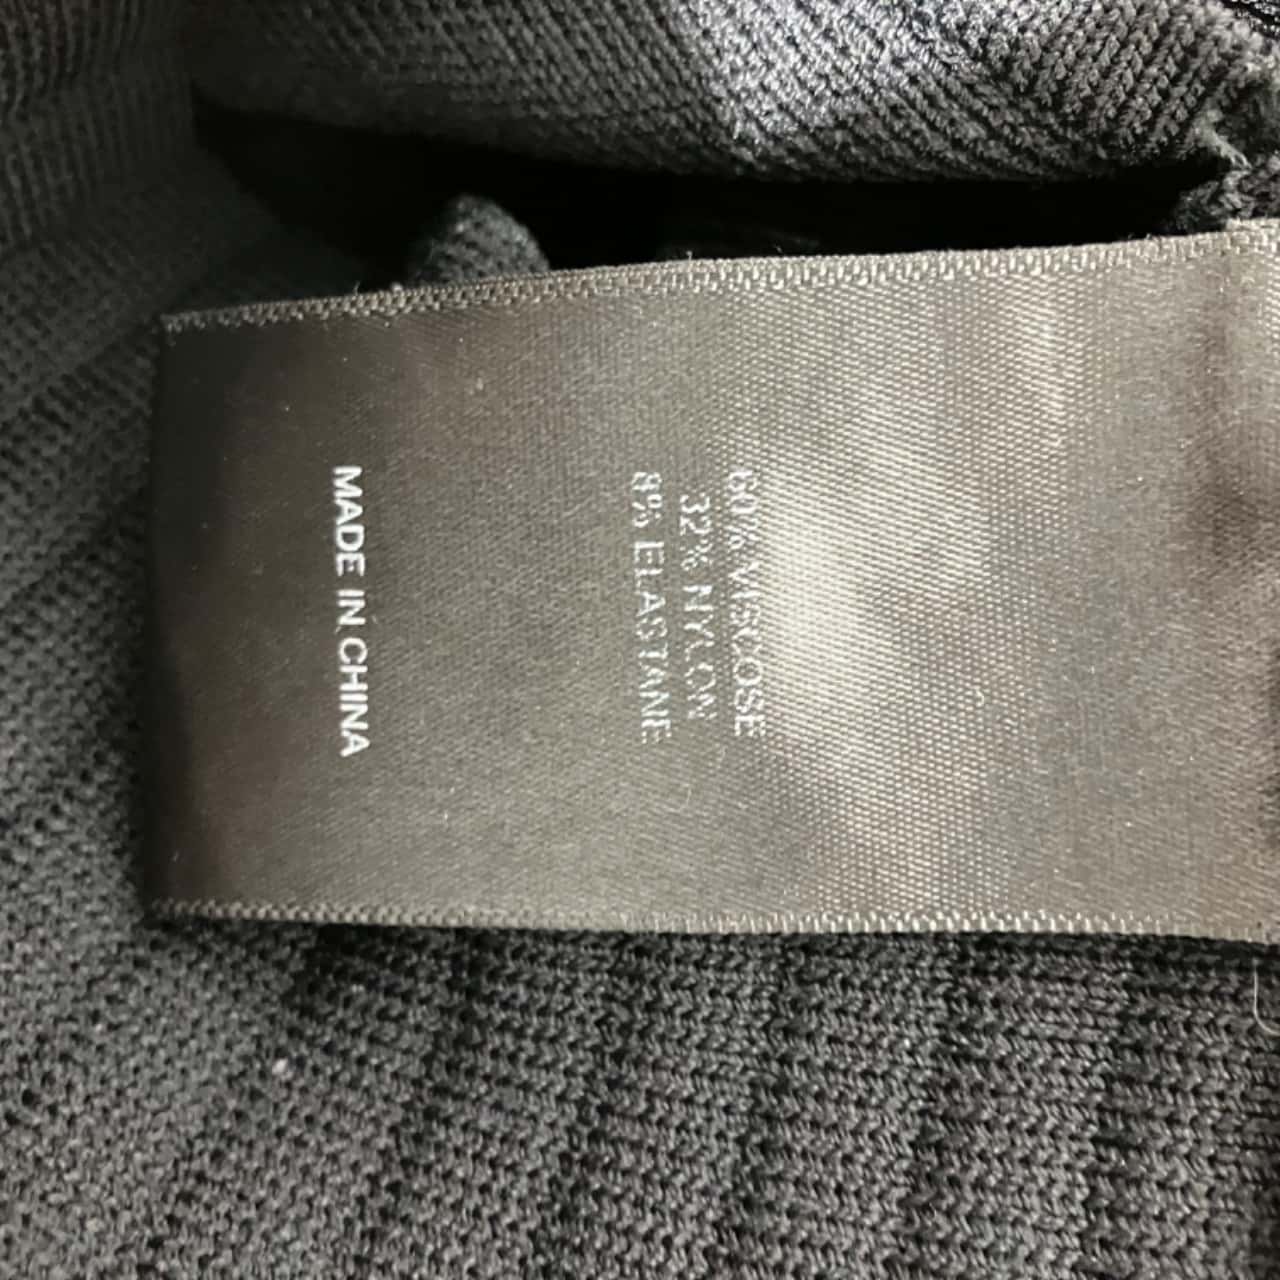 60% VISCOSE
32% NYLON
8% ELASTANE
MADE IN CHINA